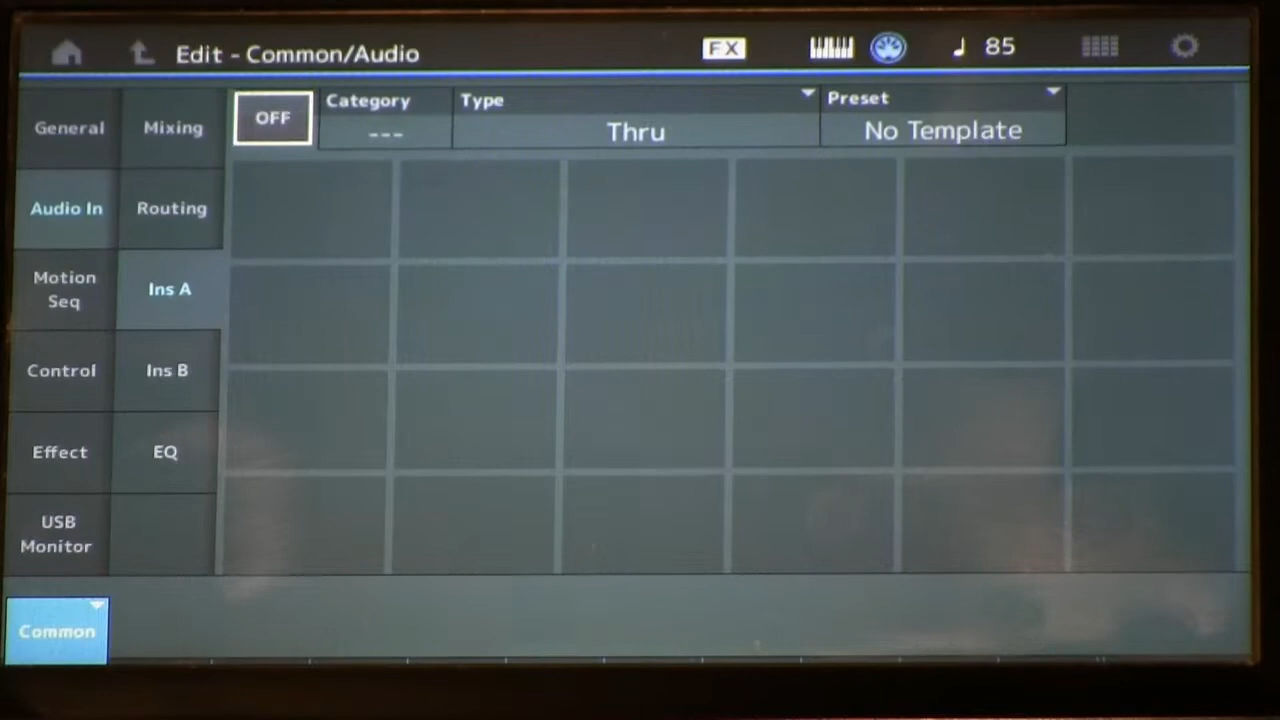 Edit - Common/Audio
FX
85
General
Mixing
OFF
Category
---
Type
Thru
Preset
No Template
Audio In
Routing
Motion
Seq
Ins A
Control
Ins B
Effect
EQ
USB
Monitor
Common